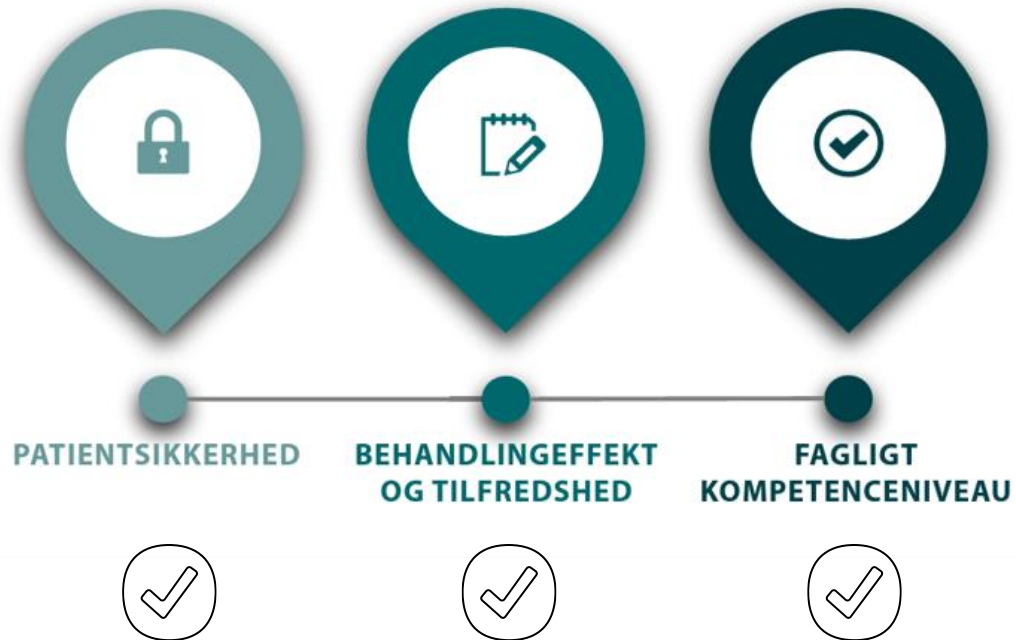 PATIENTSIKKERHED
BEHANDLINGEFFEKT
OG TILFREDSHED
FAGLIGT
KOMPETENCENIVEAU